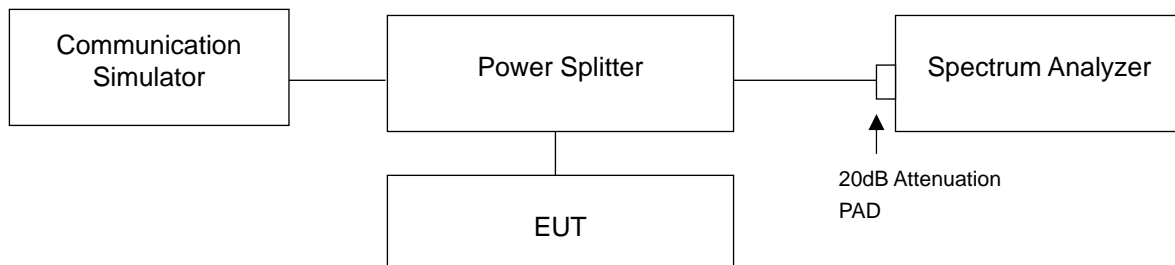 Communication
Simulator
Power Splitter
Spectrum Analyzer
20dB Attenuation
PAD
EUT